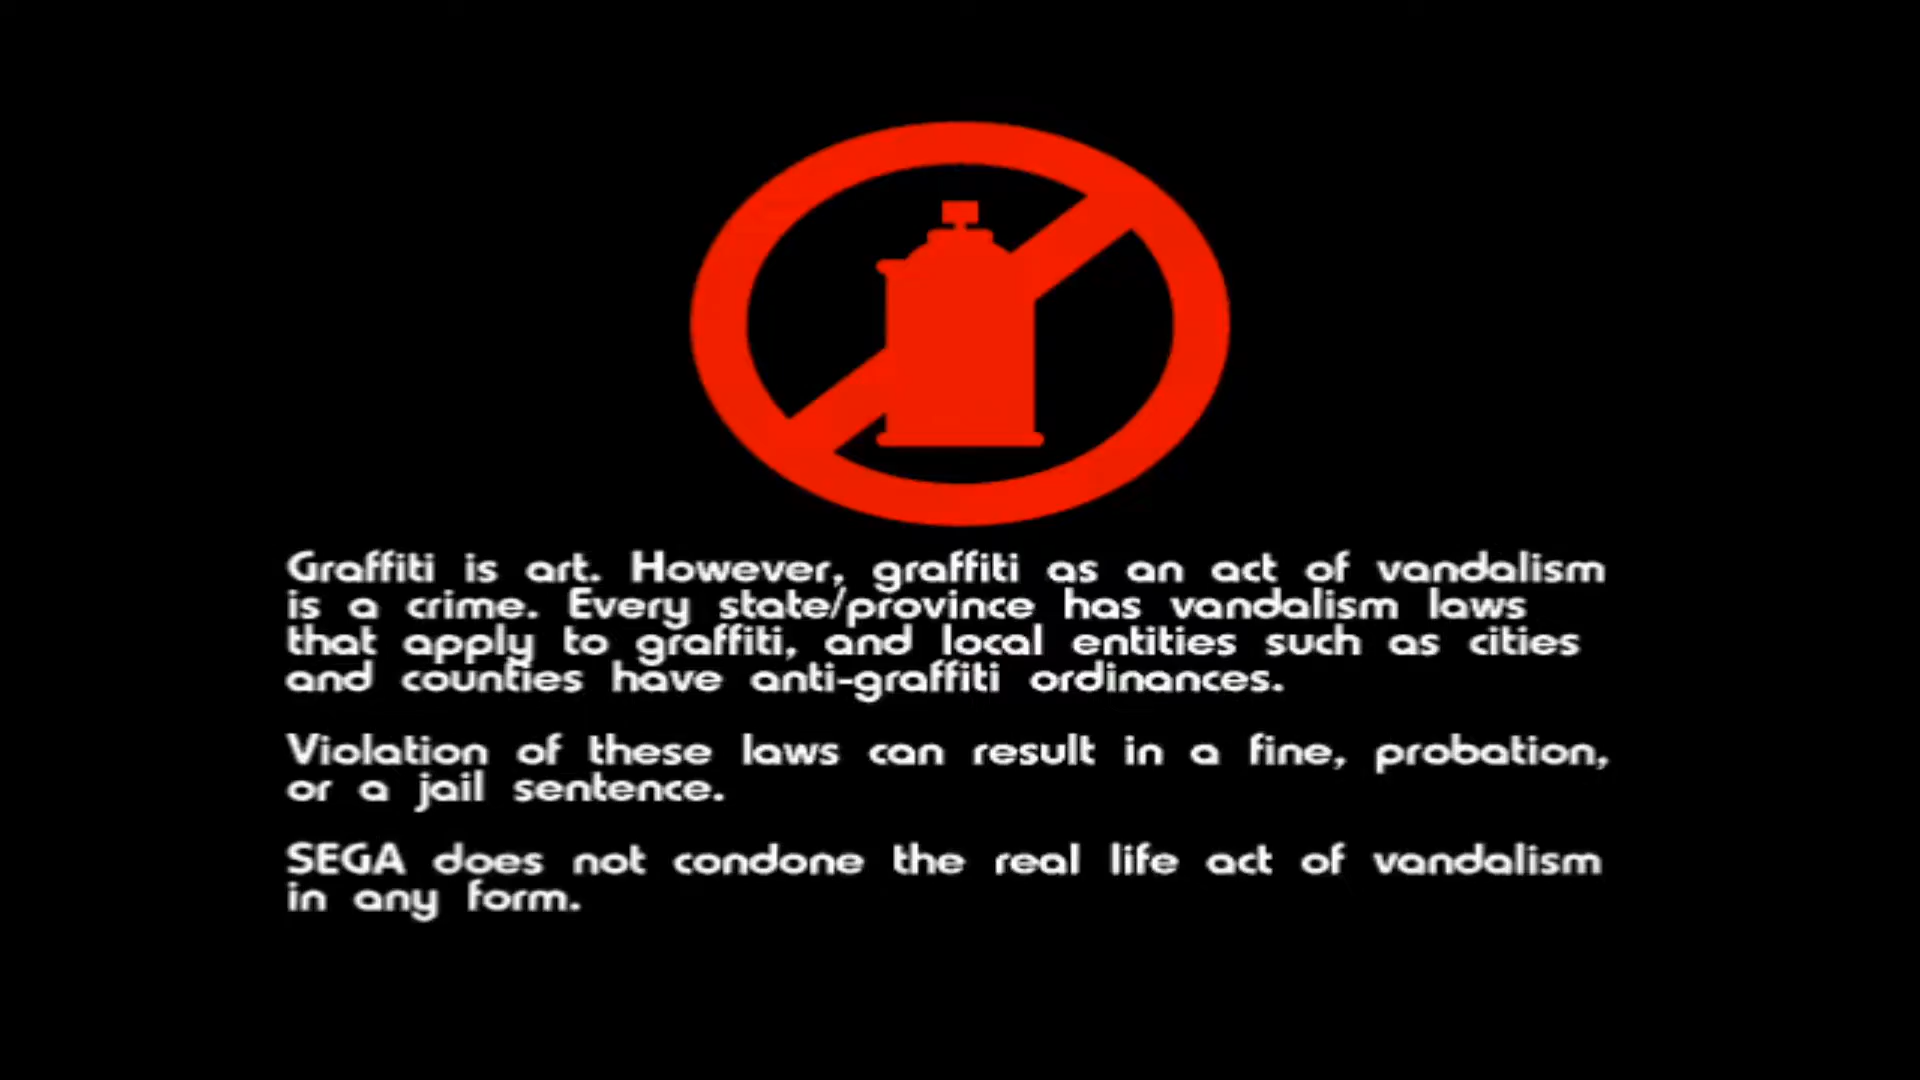 Graffiti is art. However, graffiti as an act of vandalism
is a crime. Every state/province has vandalism laws
that apply to graffiti, and local entities such as cities
and counties have anti-graffiti ordinances.
Violation of these laws can result in a fine, probation,
or a jail sentence.
SEGA does not condone the real life act of vandalism
in any form.